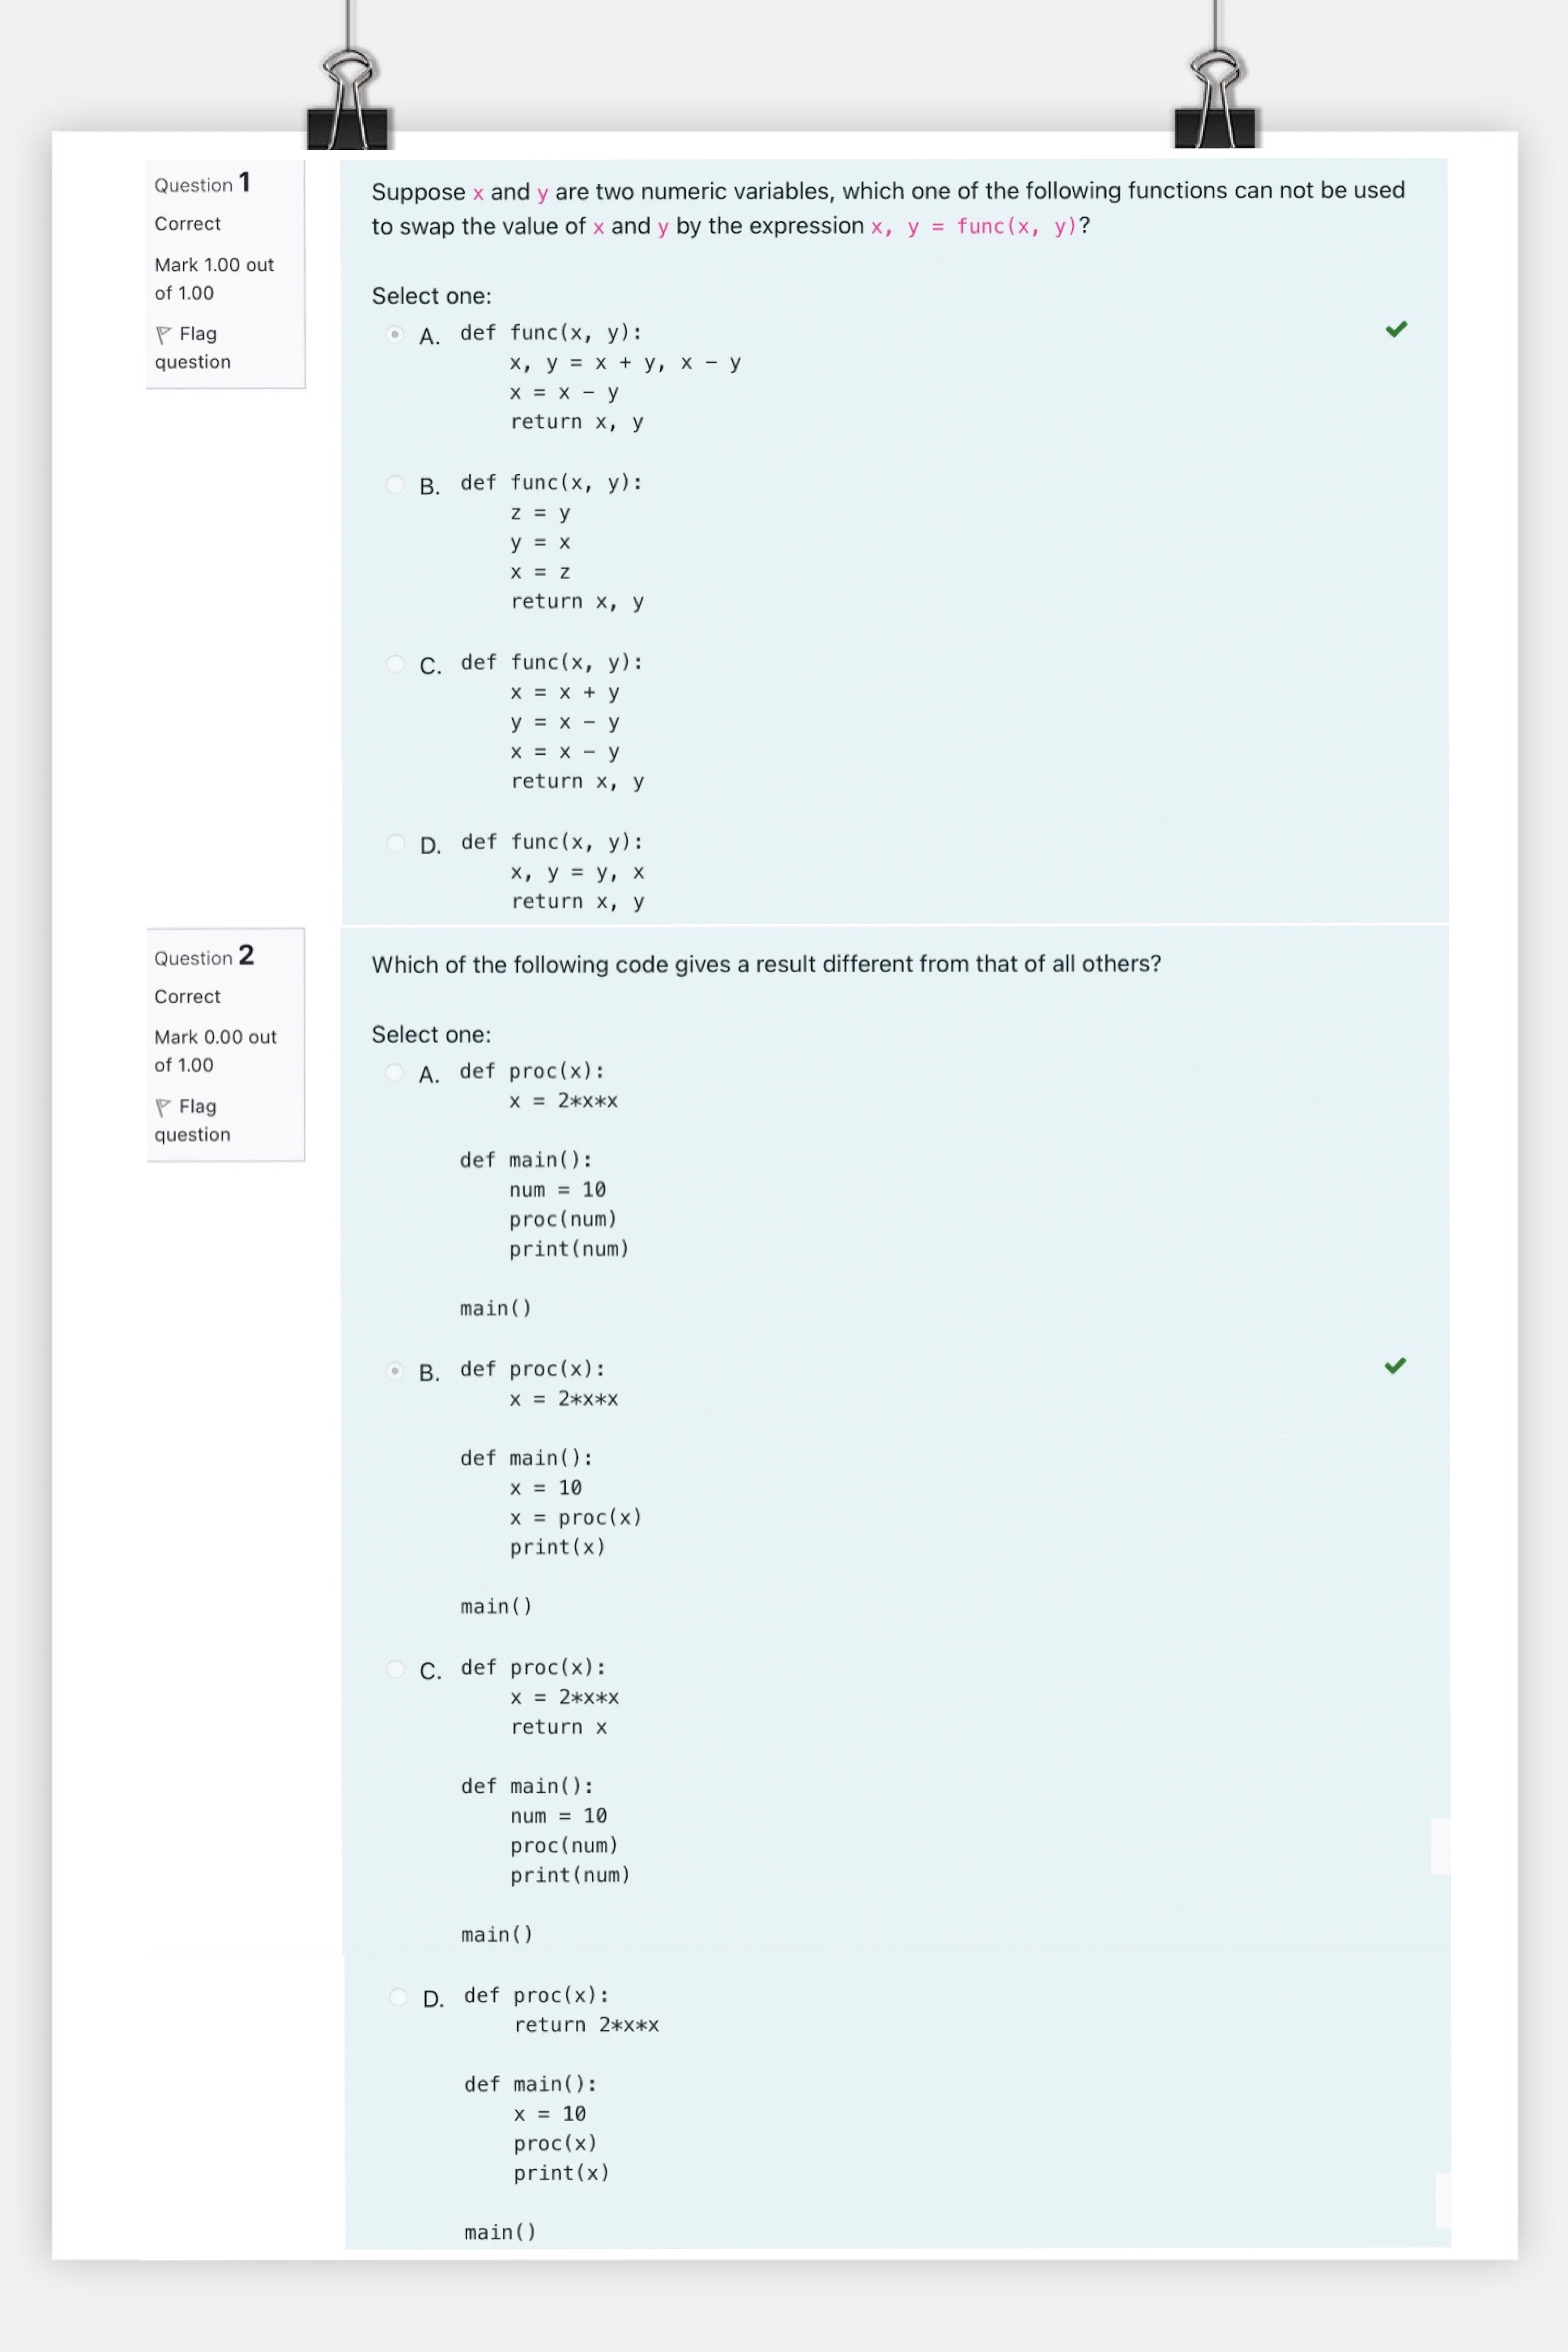 Question 1
Correct
Mark 1.00 out
of 1.00
Flag
question
Suppose x and y are two numeric variables, which one of the following functions can not be used
to swap the value of x and y by the expression x, y = func(x, y)?
Select one:
A. def func(x, y):
    x, y = x + y, x - y
    x = x - y
    return x, y
B. def func(x, y):
    z = y
    y = x
    x = z
    return x, y
C. def func(x, y):
    x = x + y
    y = x - y
    x = x - y
    return x, y
D. def func(x, y):
    x, y = y, x
    return x, y
Question 2
Correct
Mark 0.00 out
of 1.00
Flag
question
Which of the following code gives a result different from that of all others?
Select one:
A. def proc(x):
    x = 2*x*x
def main():
    num = 10
    proc(num)
    print(num)
main()
B. def proc(x):
    x = 2*x*x
def main():
    x = 10
    x = proc(x)
    print(x)
main()
C. def proc(x):
    x = 2*x*x
    return x
def main():
    num = 10
    proc(num)
    print(num)
main()
D. def proc(x):
    return 2*x*x
def main():
    x = 10
    proc(x)
    print(x)
main()